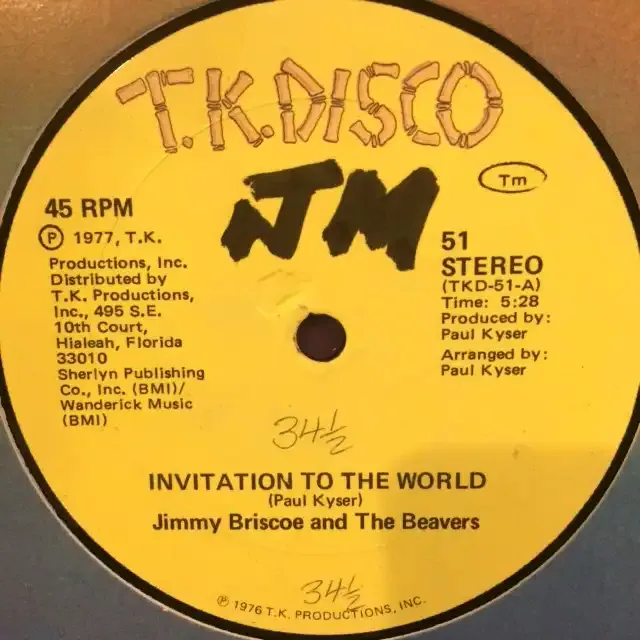 T.K. DISCO
JM
Tm
45 RPM
℗ 1977, T.K.
Productions, Inc.
Distributed by
T.K. Productions,
Inc., 495 S.E.
10th Court,
Hialeah, Florida
33010
Sherlyn Publishing
Co., Inc. (BMI)/
Wanderick Music
(BMI)
51
STEREO
(TKD-51-A)
Time: 5:28
Produced by:
Paul Kyser
Arranged by:
Paul Kyser
34½
INVITATION TO THE WORLD
(Paul Kyser)
Jimmy Briscoe and The Beavers
34½
℗ 1976 T.K. PRODUCTIONS, INC.